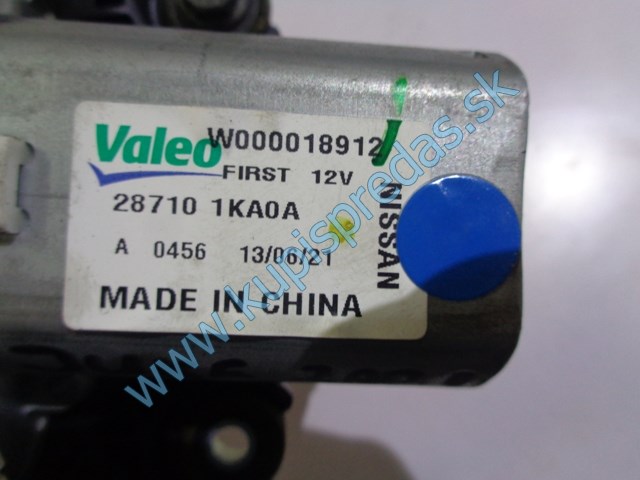 Valeo W000018912
FIRST 12V
28710 1KA0A
A 0456 13/06/21
MADE IN CHINA
NISSAN
www.kupispredas.sk